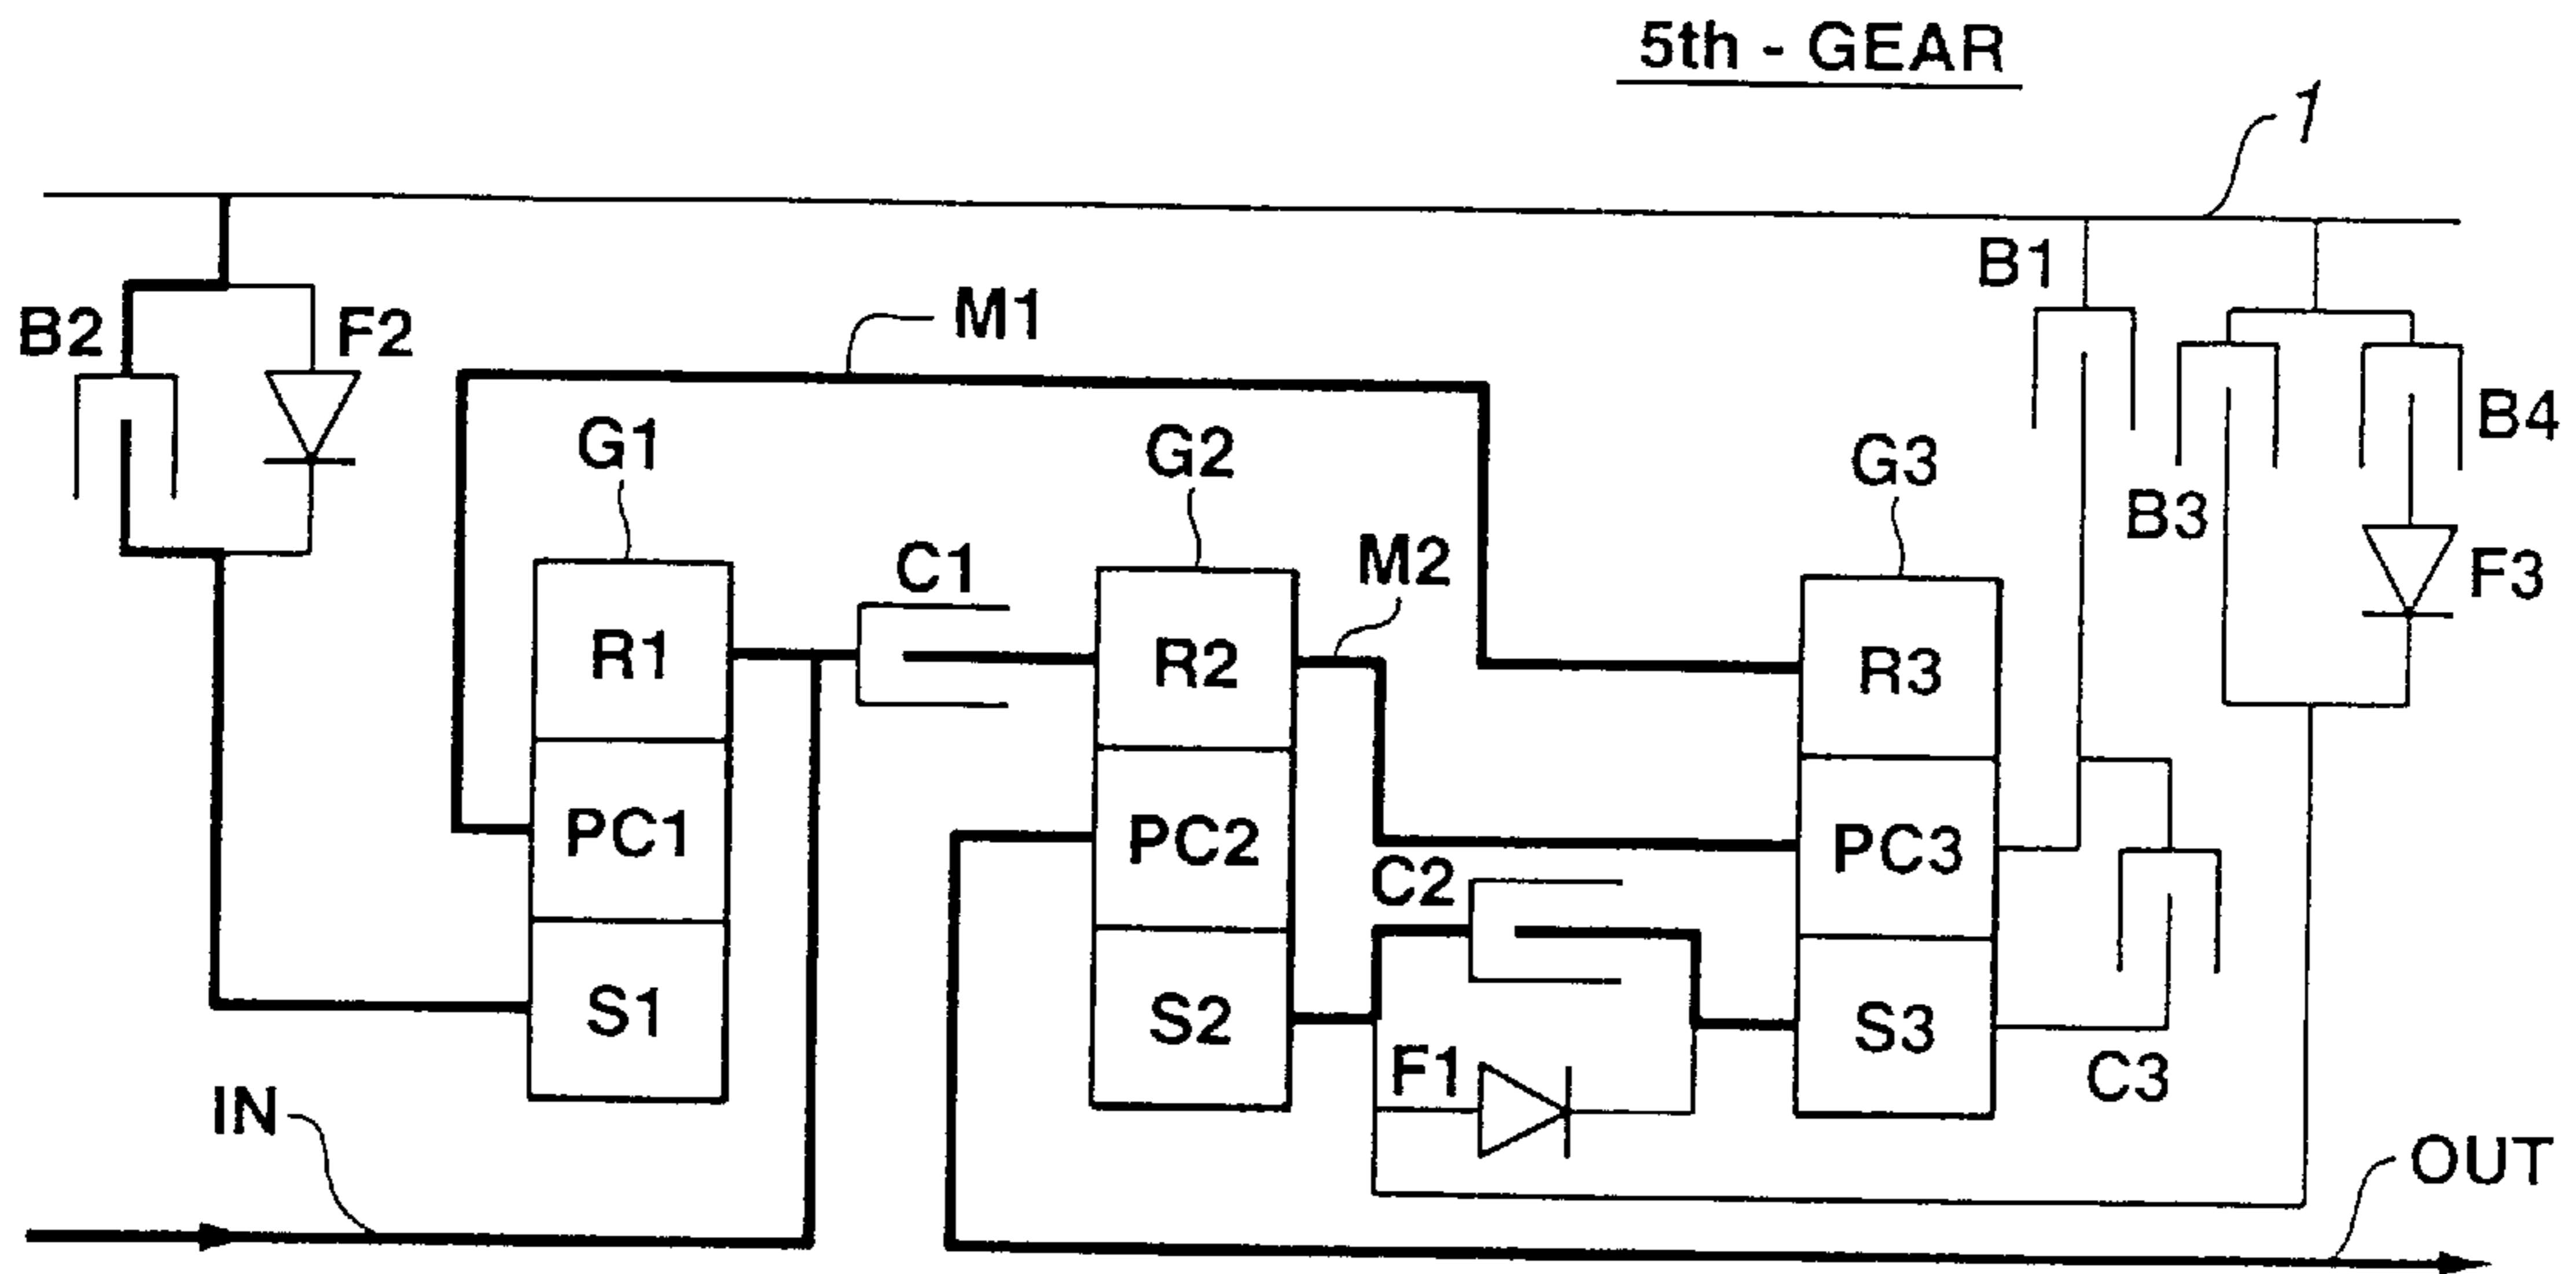 5th - GEAR
1
B1
B2
F2
M1
B4
G1
G2
G3
B3
C1
M2
F3
R1
R2
R3
PC1
PC2
PC3
C2
S1
S2
S3
F1
C3
IN
OUT